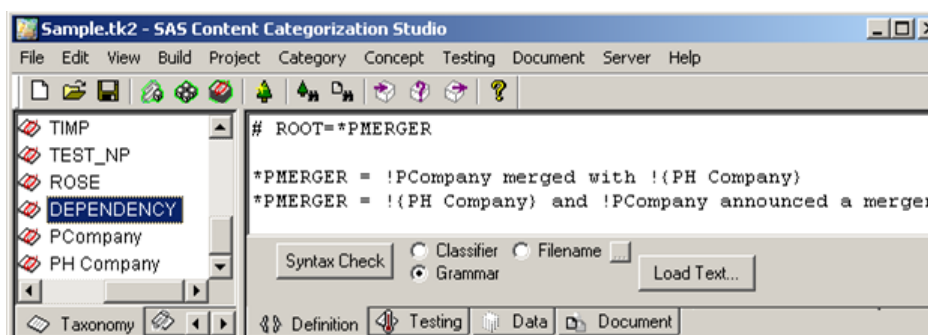 Sample.tk2 - SAS Content Categorization Studio
File Edit View Build Project Category Concept Testing Document Server Help
TIMP
TEST_NP
ROSE
DEPENDENCY
PCompany
PH Company
# ROOT=*PMERGER
*PMERGER = !PCompany merged with !{PH Company}
*PMERGER = !{PH Company} and !PCompany announced a merger
Syntax Check
Classifier
Filename
...
Grammar
Load Text...
Taxonomy
Definition
Testing
Data
Document